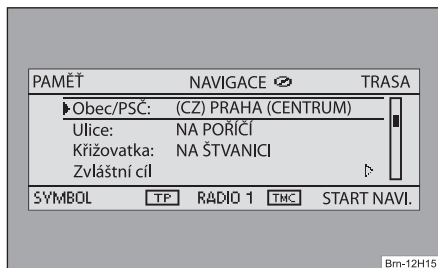 PAMĚŤ NAVIGACE TRASA
Obec/PSČ: (CZ) PRAHA (CENTRUM)
Ulice: NA POŘÍČÍ
Křižovatka: NA ŠTVANICI
Zvláštní cíl
SYMBOL TP RADIO 1 TMC START NAVI.
Brn-12H15